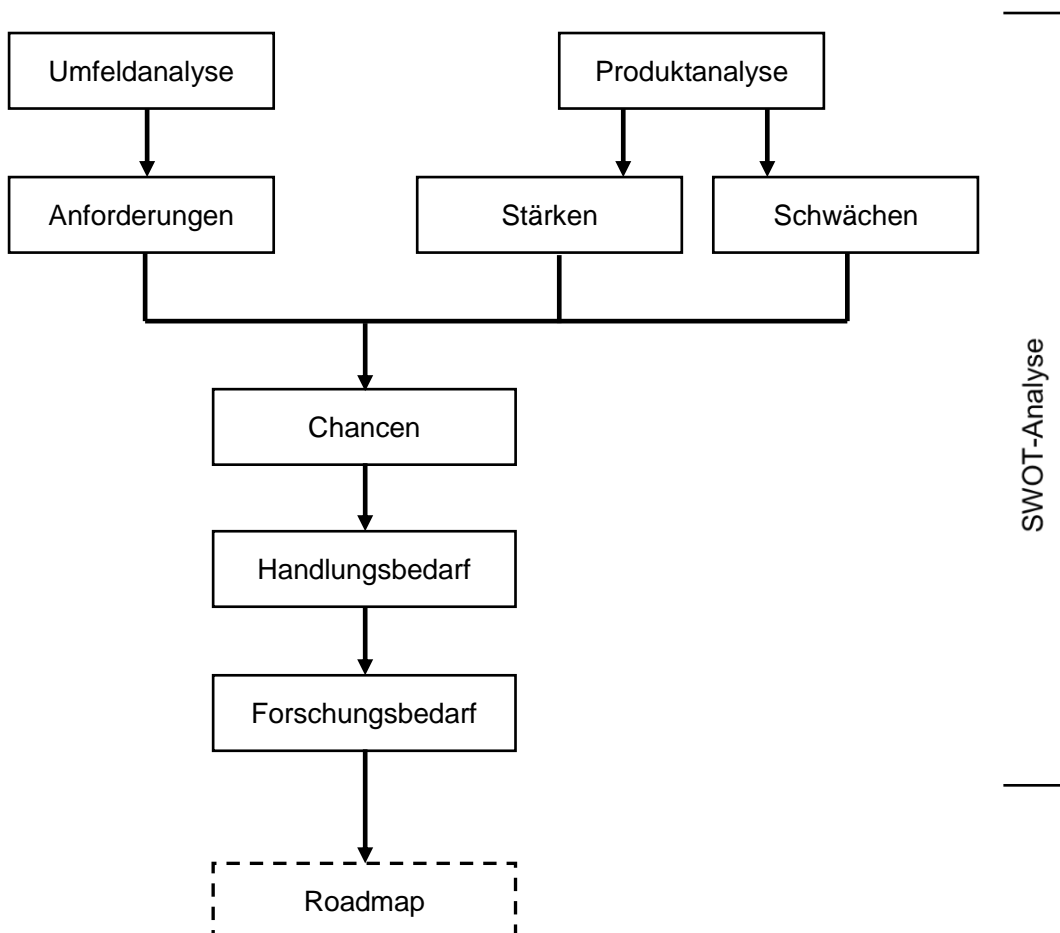 Umfeldanalyse
Produktanalyse
Anforderungen
Stärken
Schwächen
Chancen
Handlungsbedarf
Forschungsbedarf
Roadmap
SWOT-Analyse